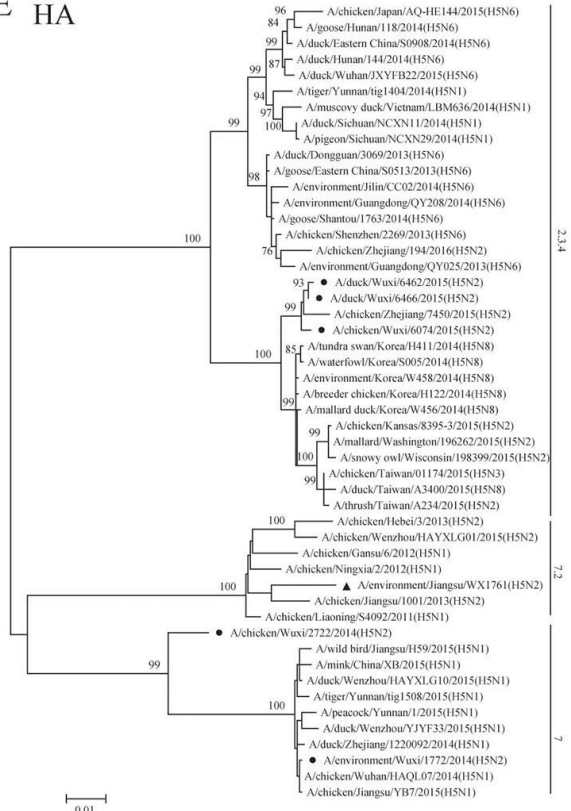 E HA
96
A/chicken/Japan/AQ-HE144/2015(H5N6)
84
A/goose/Hunan/118/2014(H5N6)
99
A/duck/Eastern China/S0908/2014(H5N6)
A/duck/Hunan/144/2014(H5N6)
87
99
A/duck/Wuhan/JXYFB22/2015(H5N6)
94
A/tiger/Yunnan/tig1404/2014(H5N1)
97
A/muscovy duck/Vietnam/LBM636/2014(H5N1)
99
100
A/duck/Sichuan/NCXN11/2014(H5N1)
A/pigeon/Sichuan/NCXN29/2014(H5N1)
A/duck/Dongguan/3069/2013(H5N6)
98
A/goose/Eastern China/S0513/2013(H5N6)
A/environment/Jilin/CC02/2014(H5N6)
A/environment/Guangdong/QY208/2014(H5N6)
A/goose/Shantou/1763/2014(H5N6)
A/chicken/Shenzhen/2269/2013(H5N6)
100
76
A/chicken/Zhejiang/194/2016(H5N2)
2.3.4
A/environment/Guangdong/QY025/2013(H5N6)
93
A/duck/Wuxi/6462/2015(H5N2)
A/duck/Wuxi/6466/2015(H5N2)
99
A/chicken/Zhejiang/7450/2015(H5N2)
A/chicken/Wuxi/6074/2015(H5N2)
100
85
A/tundra swan/Korea/H411/2014(H5N8)
A/waterfowl/Korea/S005/2014(H5N8)
A/environment/Korea/W458/2014(H5N8)
A/breeder chicken/Korea/H122/2014(H5N8)
99
A/mallard duck/Korea/W456/2014(H5N8)
A/chicken/Kansas/8395-3/2015(H5N2)
99
A/mallard/Washington/196262/2015(H5N2)
100
A/snowy owl/Wisconsin/198399/2015(H5N2)
A/chicken/Taiwan/01174/2015(H5N3)
99
A/duck/Taiwan/A3400/2015(H5N8)
A/thrush/Taiwan/A234/2015(H5N2)
100
A/chicken/Hebei/3/2013(H5N2)
A/chicken/Wenzhou/HAYXLG01/2015(H5N2)
A/chicken/Gansu/6/2012(H5N1)
A/chicken/Ningxia/2/2012(H5N1)
7.2
100
A/environment/Jiangsu/WX1761(H5N2)
A/chicken/Jiangsu/1001/2013(H5N2)
A/chicken/Liaoning/S4092/2011(H5N1)
A/chicken/Wuxi/2722/2014(H5N2)
A/wild bird/Jiangsu/H59/2015(H5N1)
99
A/mink/China/XB/2015(H5N1)
A/duck/Wenzhou/HAYXLG10/2015(H5N1)
A/tiger/Yunnan/tig1508/2015(H5N1)
100
A/peacock/Yunnan/1/2015(H5N1)
A/duck/Wenzhou/YJYF33/2015(H5N1)
A/duck/Zhejiang/1220092/2014(H5N1)
7
A/environment/Wuxi/1772/2014(H5N2)
A/chicken/Wuhan/HAQL07/2014(H5N1)
A/chicken/Jiangsu/YB7/2015(H5N1)
0.01